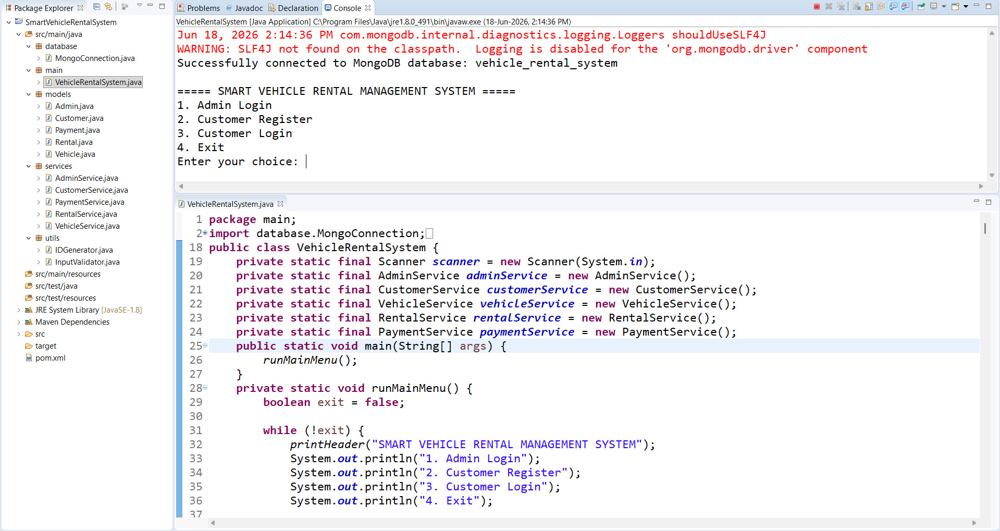 Package Explorer
SmartVehicleRentalSystem
src/main/java
database
MongoConnection.java
main
VehicleRentalSystem.java
models
Admin.java
Customer.java
Payment.java
Rental.java
Vehicle.java
services
AdminService.java
CustomerService.java
PaymentService.java
RentalService.java
VehicleService.java
utils
IDGenerator.java
InputValidator.java
src/main/resources
src/test/java
src/test/resources
JRE System Library [JavaSE-1.8]
Maven Dependencies
src
target
pom.xml
Problems @ Javadoc Declaration Console
VehicleRentalSystem [Java Application] C:\Program Files\Java\jre1.8.0_491\bin\javaw.exe (18-Jun-2026, 2:14:36 PM)
Jun 18, 2026 2:14:36 PM com.mongodb.internal.diagnostics.logging.Loggers shouldUseSLF4J
WARNING: SLF4J not found on the classpath.  Logging is disabled for the 'org.mongodb.driver' component
Successfully connected to MongoDB database: vehicle_rental_system
===== SMART VEHICLE RENTAL MANAGEMENT SYSTEM =====
1. Admin Login
2. Customer Register
3. Customer Login
4. Exit
Enter your choice:
VehicleRentalSystem.java
1 package main;
2 import database.MongoConnection;
18 public class VehicleRentalSystem {
19     private static final Scanner scanner = new Scanner(System.in);
20     private static final AdminService adminService = new AdminService();
21     private static final CustomerService customerService = new CustomerService();
22     private static final VehicleService vehicleService = new VehicleService();
23     private static final RentalService rentalService = new RentalService();
24     private static final PaymentService paymentService = new PaymentService();
25     public static void main(String[] args) {
26         runMainMenu();
27     }
28     private static void runMainMenu() {
29         boolean exit = false;
30
31         while (!exit) {
32             printHeader("SMART VEHICLE RENTAL MANAGEMENT SYSTEM");
33             System.out.println("1. Admin Login");
34             System.out.println("2. Customer Register");
35             System.out.println("3. Customer Login");
36             System.out.println("4. Exit");
37